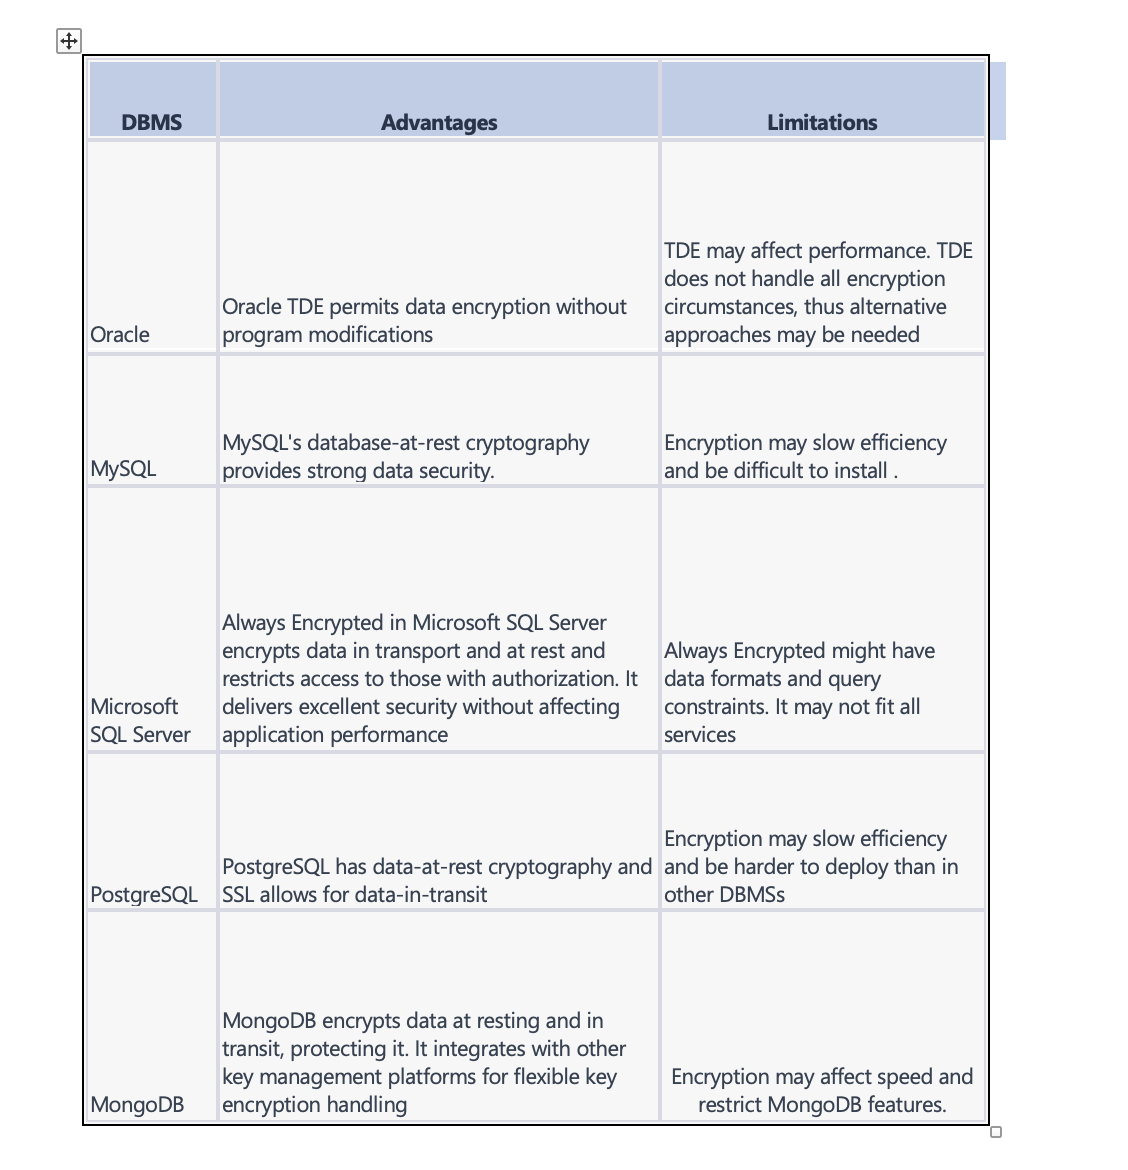 DBMS
Advantages
Limitations
Oracle
Oracle TDE permits data encryption without
program modifications
TDE may affect performance. TDE
does not handle all encryption
circumstances, thus alternative
approaches may be needed
MySQL
MySQL's database-at-rest cryptography
provides strong data security.
Encryption may slow efficiency
and be difficult to install .
Microsoft
SQL Server
Always Encrypted in Microsoft SQL Server
encrypts data in transport and at rest and
restricts access to those with authorization. It
delivers excellent security without affecting
application performance
Always Encrypted might have
data formats and query
constraints. It may not fit all
services
PostgreSQL
PostgreSQL has data-at-rest cryptography and
SSL allows for data-in-transit
Encryption may slow efficiency
and be harder to deploy than in
other DBMSs
MongoDB
MongoDB encrypts data at resting and in
transit, protecting it. It integrates with other
key management platforms for flexible key
encryption handling
Encryption may affect speed and
restrict MongoDB features.